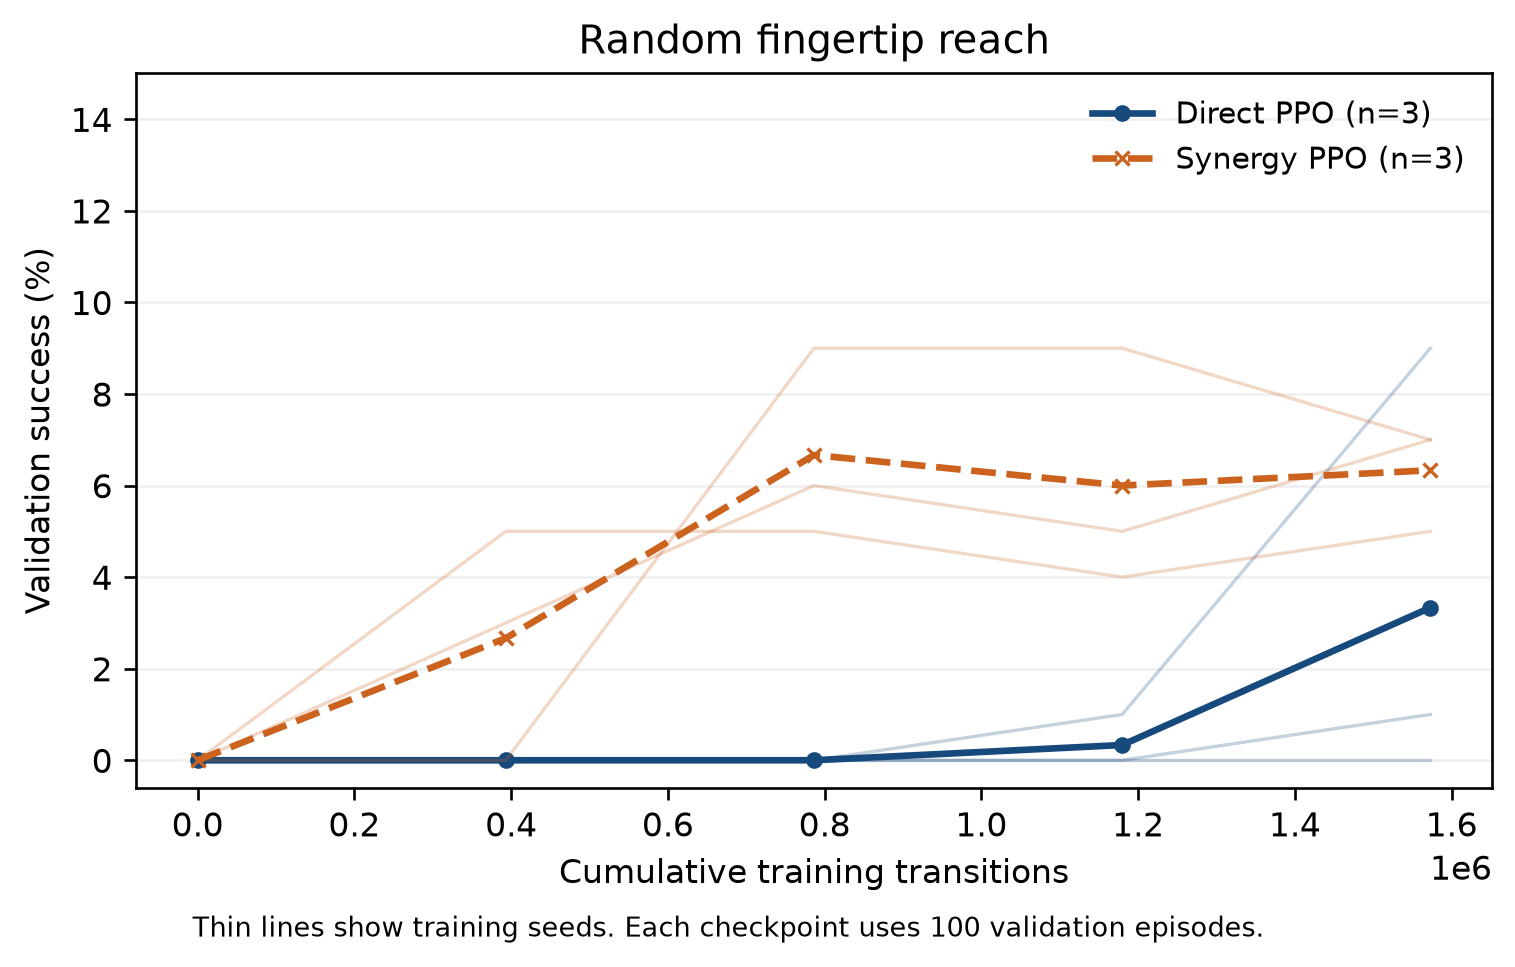 Random fingertip reach
Direct PPO (n=3)
Synergy PPO (n=3)
Validation success (%)
14
12
10
8
6
4
2
0
0.0 0.2 0.4 0.6 0.8 1.0 1.2 1.4 1.6
1e6
Cumulative training transitions
Thin lines show training seeds. Each checkpoint uses 100 validation episodes.